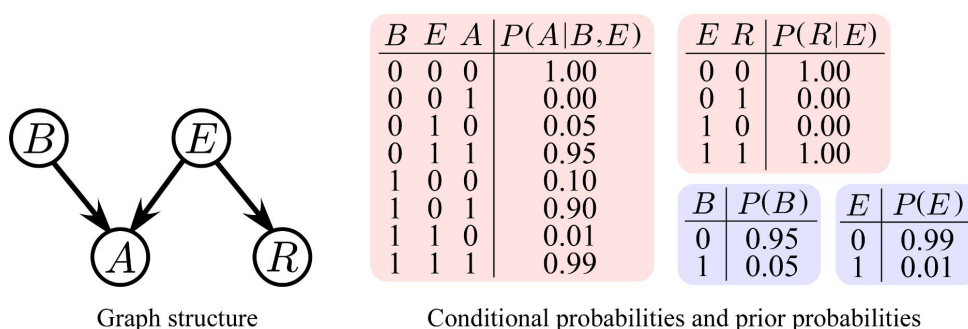 B E A P(A|B,E)
0 0 0 1.00
0 0 1 0.00
0 1 0 0.05
0 1 1 0.95
1 0 0 0.10
1 0 1 0.90
1 1 0 0.01
1 1 1 0.99
E R P(R|E)
0 0 1.00
0 1 0.00
1 0 0.00
1 1 1.00
B P(B)
0 0.95
1 0.05
E P(E)
0 0.99
1 0.01
B E
A R
Graph structure
Conditional probabilities and prior probabilities